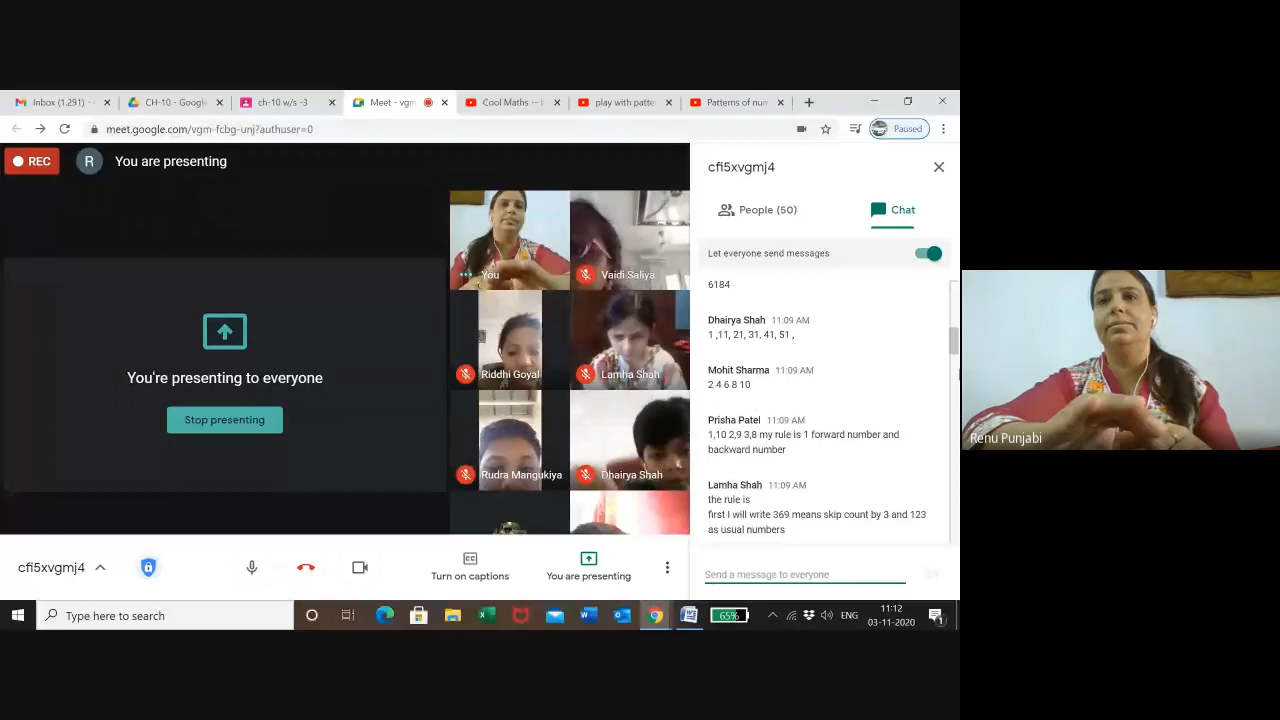 Inbox (1,291) -
CH-10 - Google
ch-10 w/s -3
Meet - vgm
Cool Maths --
play with patte
Patterns of num
meet.google.com/vgm-fcbg-unj?authuser=0
Paused
REC
R
You are presenting
cfi5xvgmj4
People (50)
Chat
Let everyone send messages
6184
Dhairya Shah 11:09 AM
1 ,11, 21, 31. 41, 51 ,
Mohit Sharma 11:09 AM
2 4 6 8 10
Prisha Patel 11:09 AM
1,10 2,9 3,8 my rule is 1 forward number and
backward number
Lamha Shah 11:09 AM
the rule is
first I will write 369 means skip count by 3 and 123
as usual numbers
Send a message to everyone
You're presenting to everyone
Stop presenting
You
Vaidi Saliya
Riddhi Goyal
Lamha Shah
Rudra Mangukiya
Dhairya Shah
Renu Punjabi
cfi5xvgmj4
Turn on captions
You are presenting
Type here to search
65%
ENG
11:12
03-11-2020